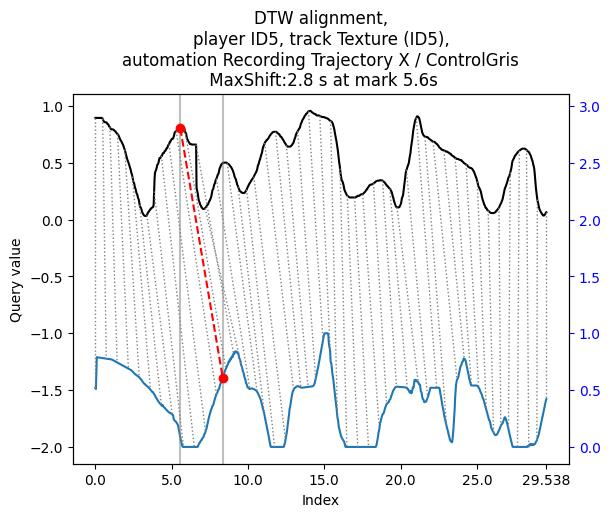 DTW alignment,
player ID5, track Texture (ID5),
automation Recording Trajectory X / ControlGris
MaxShift:2.8 s at mark 5.6s
1.0
0.5
0.0
−0.5
−1.0
−1.5
−2.0
Query value
3.0
2.5
2.0
1.5
1.0
0.5
0.0
0.0 5.0 10.0 15.0 20.0 25.0 29.538
Index